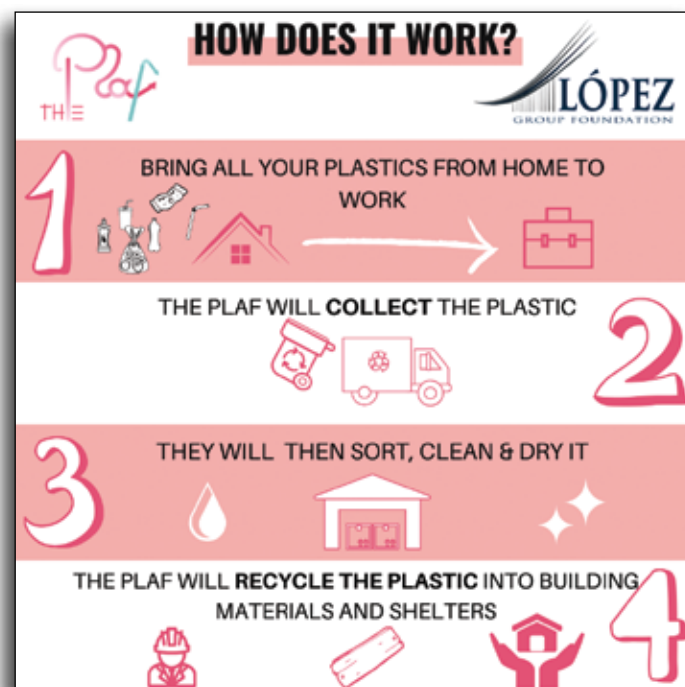 HOW DOES IT WORK?
THE Plaf
LÓPEZ
GROUP FOUNDATION
1
BRING ALL YOUR PLASTICS FROM HOME TO
WORK
THE PLAF WILL COLLECT THE PLASTIC
2
3
THEY WILL THEN SORT, CLEAN & DRY IT
THE PLAF WILL RECYCLE THE PLASTIC INTO BUILDING
MATERIALS AND SHELTERS
4